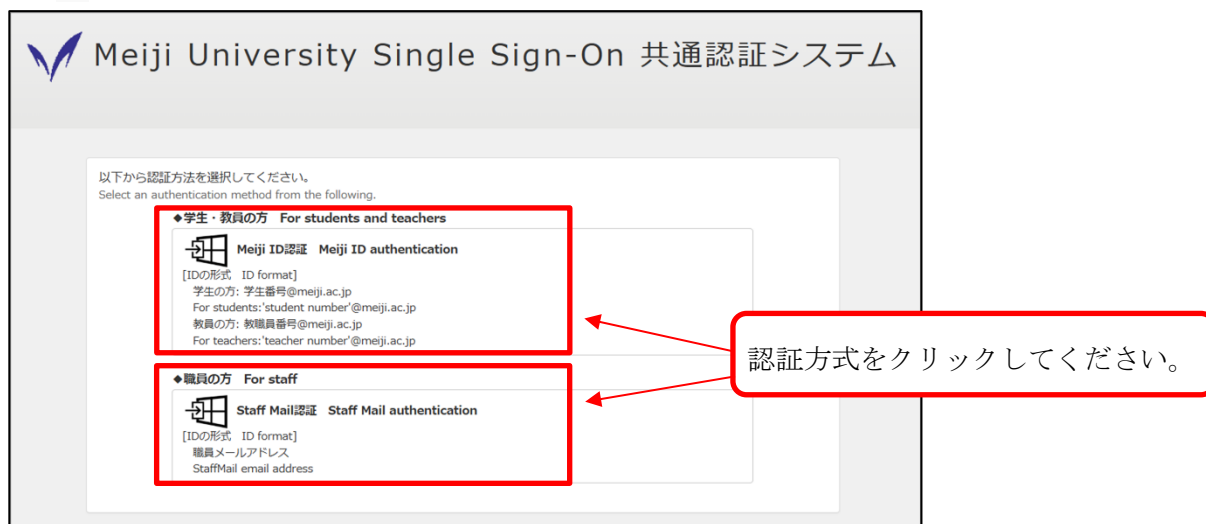 Meiji University Single Sign-On 共通認証システム
以下から認証方法を選択してください。
Select an authentication method from the following.
◆学生・教員の方 For students and teachers
Meiji ID認証 Meiji ID authentication
[IDの形式 ID format]
学生の方: 学生番号@meiji.ac.jp
For students:'student number'@meiji.ac.jp
教員の方: 教職員番号@meiji.ac.jp
For teachers:'teacher number'@meiji.ac.jp
認証方式をクリックしてください。
◆職員の方 For staff
Staff Mail認証 Staff Mail authentication
[IDの形式 ID format]
職員メールアドレス
StaffMail email address